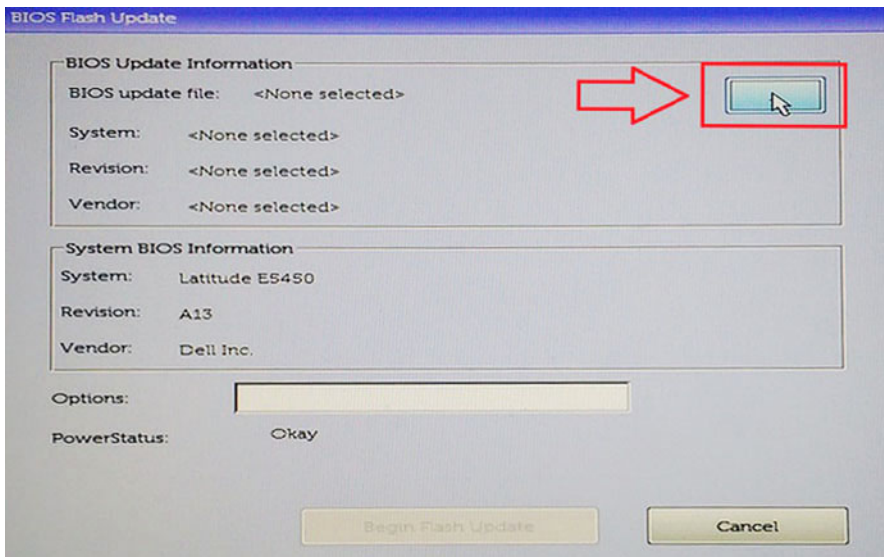 BIOS Flash Update
BIOS Update Information
BIOS update file: <None selected>
System: <None selected>
Revision: <None selected>
Vendor: <None selected>
System BIOS Information
System: Latitude E5450
Revision: A13
Vendor: Dell Inc.
Options:
PowerStatus: Okay
Begin Flash Update
Cancel